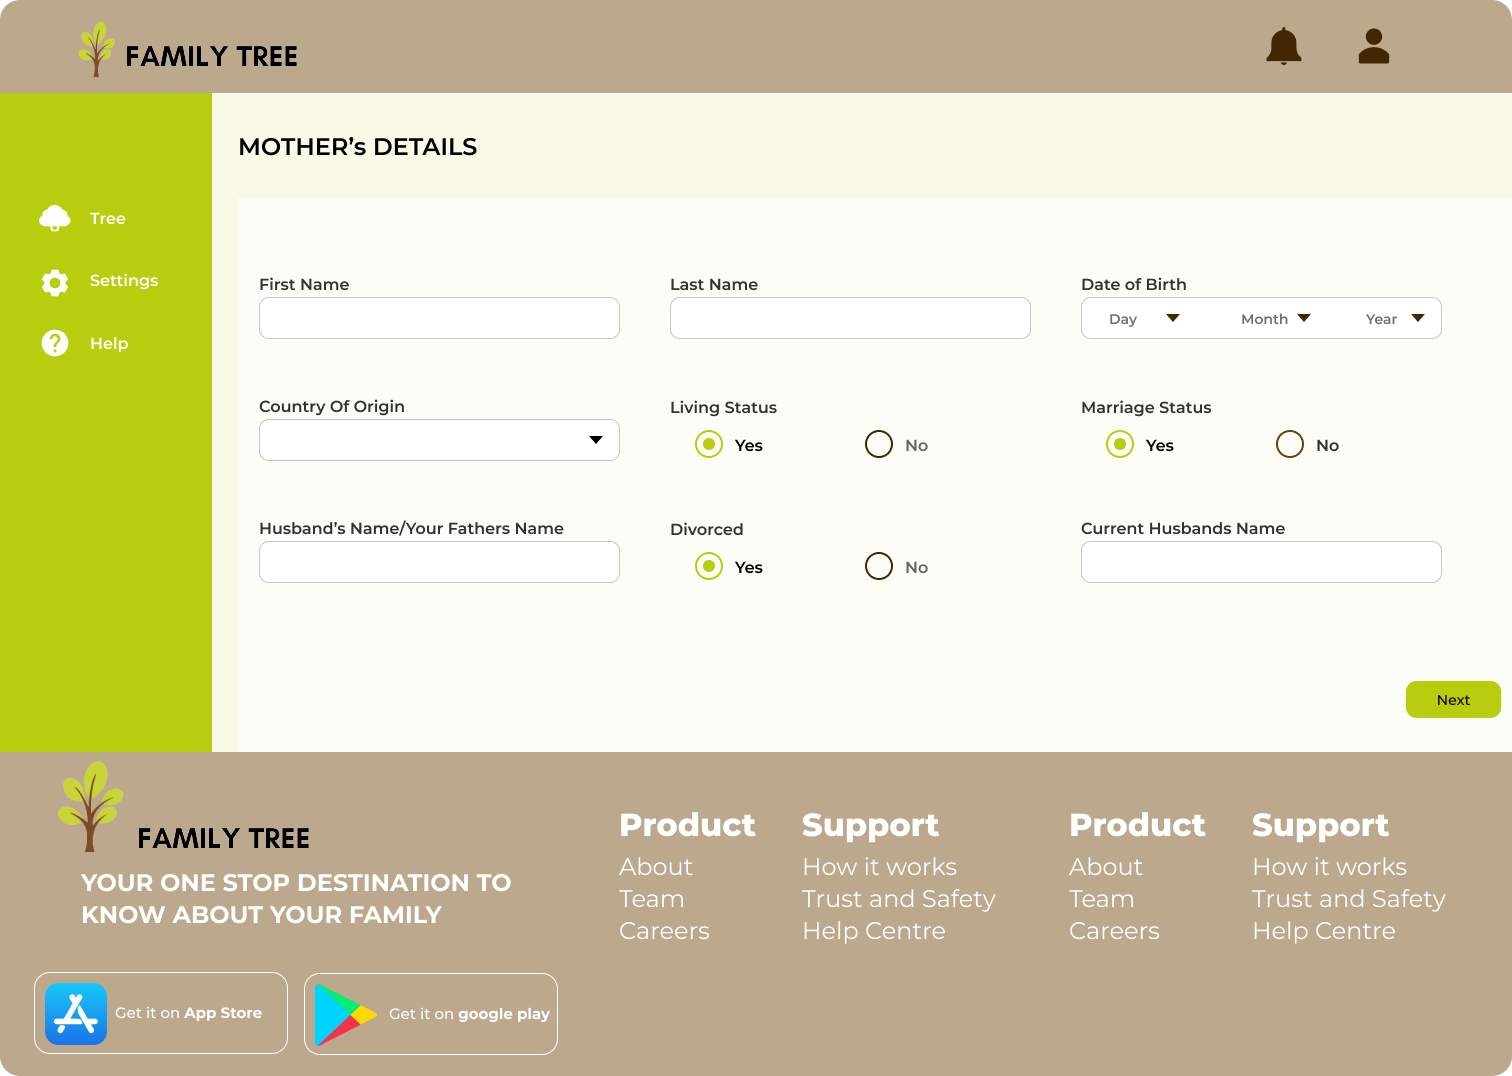 FAMILY TREE
MOTHER’s DETAILS
Tree
Settings
Help
First Name
Last Name
Date of Birth
Day Month Year
Country Of Origin
Living Status
Yes No
Marriage Status
Yes No
Husband’s Name/Your Fathers Name
Divorced
Yes No
Current Husbands Name
Next
FAMILY TREE
YOUR ONE STOP DESTINATION TO
KNOW ABOUT YOUR FAMILY
Get it on App Store
Get it on google play
Product
About
Team
Careers
Support
How it works
Trust and Safety
Help Centre
Product
About
Team
Careers
Support
How it works
Trust and Safety
Help Centre